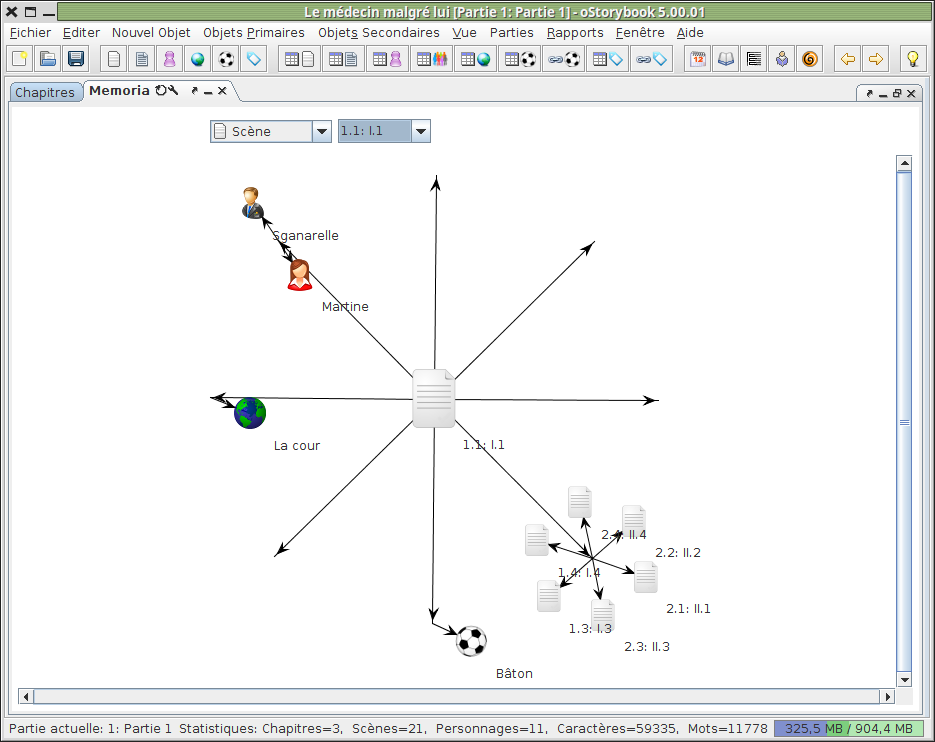 Le médecin malgré lui [Partie 1: Partie 1] - oStorybook 5.00.01
Fichier Editer Nouvel Objet Objets Primaires Objets Secondaires Vue Parties Rapports Fenêtre Aide
12
Chapitres Memoria
Scène 1.1: I.1
Sganarelle
Martine
La cour
1.1: I.1
2.4: II.4
2.2: II.2
1.4: I.4
2.1: II.1
1.3: I.3
2.3: II.3
Bâton
Partie actuelle: 1: Partie 1 Statistiques: Chapitres=3, Scènes=21, Personnages=11, Caractères=59335, Mots=11778 325,5 MB / 904,4 MB